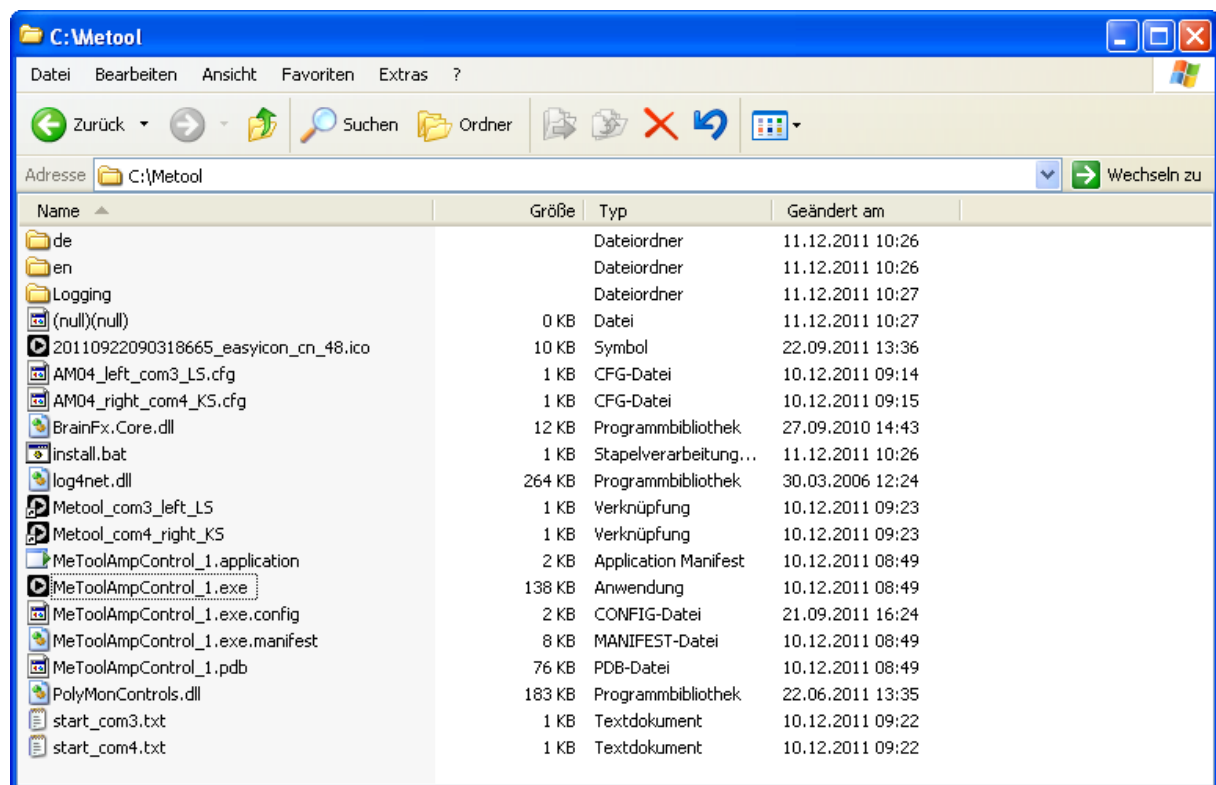 C:\Metool
Datei Bearbeiten Ansicht Favoriten Extras ?
Zurück Suchen Ordner
Adresse C:\Metool Wechseln zu
Name Größe Typ Geändert am
de Dateiordner 11.12.2011 10:26
en Dateiordner 11.12.2011 10:26
Logging Dateiordner 11.12.2011 10:27
(null)(null) 0 KB Datei 11.12.2011 10:27
20110922090318665_easyicon_cn_48.ico 10 KB Symbol 22.09.2011 13:36
AM04_left_com3_LS.cfg 1 KB CFG-Datei 10.12.2011 09:14
AM04_right_com4_KS.cfg 1 KB CFG-Datei 10.12.2011 09:15
BrainFx.Core.dll 12 KB Programmbibliothek 27.09.2010 14:43
install.bat 1 KB Stapelverarbeitung... 11.12.2011 10:26
log4net.dll 264 KB Programmbibliothek 30.03.2006 12:24
Metool_com3_left_LS 1 KB Verknüpfung 10.12.2011 09:23
Metool_com4_right_KS 1 KB Verknüpfung 10.12.2011 09:23
MeToolAmpControl_1.application 2 KB Application Manifest 10.12.2011 08:49
MeToolAmpControl_1.exe 138 KB Anwendung 10.12.2011 08:49
MeToolAmpControl_1.exe.config 2 KB CONFIG-Datei 21.09.2011 16:24
MeToolAmpControl_1.exe.manifest 8 KB MANIFEST-Datei 10.12.2011 08:49
MeToolAmpControl_1.pdb 76 KB PDB-Datei 10.12.2011 08:49
PolyMonControls.dll 183 KB Programmbibliothek 22.06.2011 13:35
start_com3.txt 1 KB Textdokument 10.12.2011 09:22
start_com4.txt 1 KB Textdokument 10.12.2011 09:22